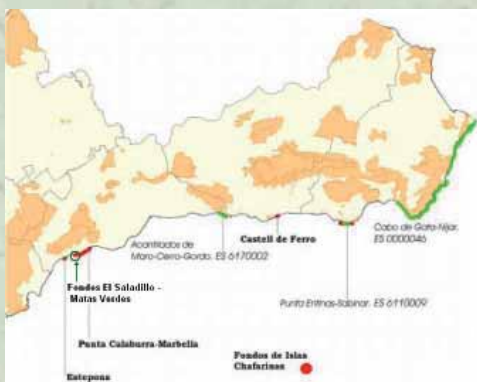 Acantilados de
Maro-Cerro-Gordo. ES 6170002
Castell de Ferro
Cabo de Gata-Níjar.
ES 0000046
Fondos El Saladillo -
Matas Verdes
Punta Entinas-Sabinar. ES 6110009
Punta Calaburra-Marbella
Fondos de Islas
Chafarinas
Estepona